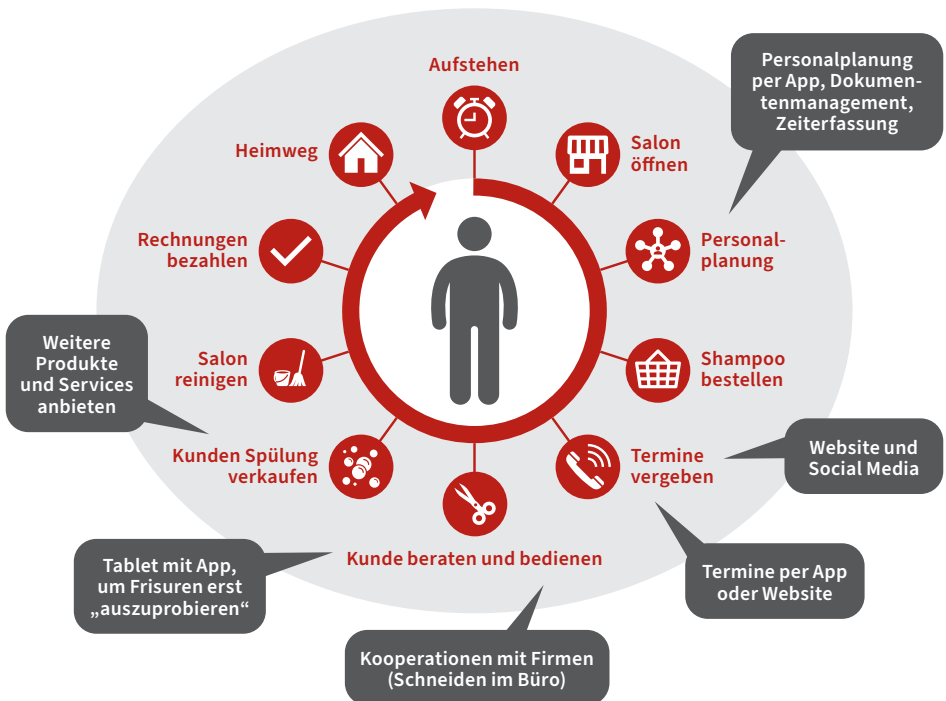 Aufstehen
Salon
öffnen
Personal-
planung
Shampoo
bestellen
Termine
vergeben
Kunde beraten und bedienen
Kunden Spülung
verkaufen
Salon
reinigen
Rechnungen
bezahlen
Heimweg
Personalplanung
per App, Dokumen-
tenmanagement,
Zeiterfassung
Website und
Social Media
Termine per App
oder Website
Kooperationen mit Firmen
(Schneiden im Büro)
Tablet mit App,
um Frisuren erst
„auszuprobieren“
Weitere
Produkte
und Services
anbieten